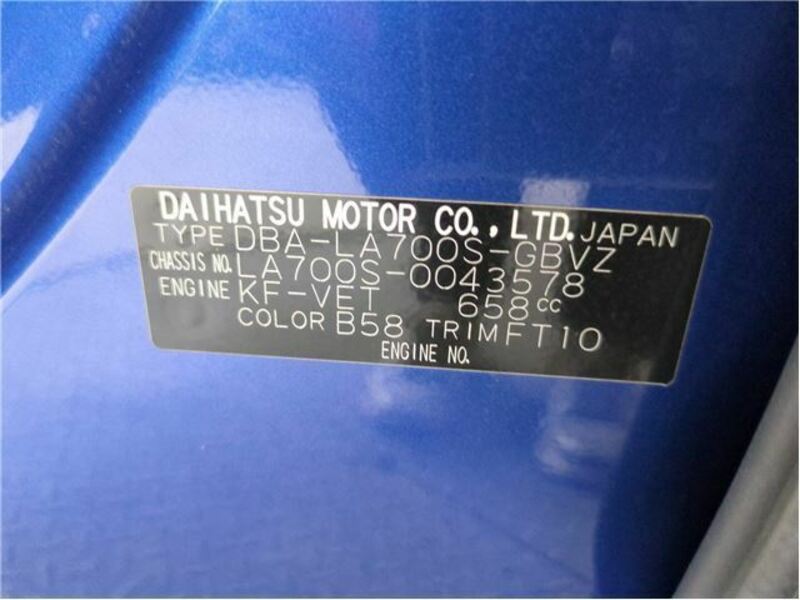 DAIHATSU MOTOR CO., LTD. JAPAN
TYPE DBA-LA700S-GBVZ
CHASSIS NO. LA700S-0043578
ENGINE KF-VET 658cc
COLOR B58 TRIM FT10
ENGINE NO.